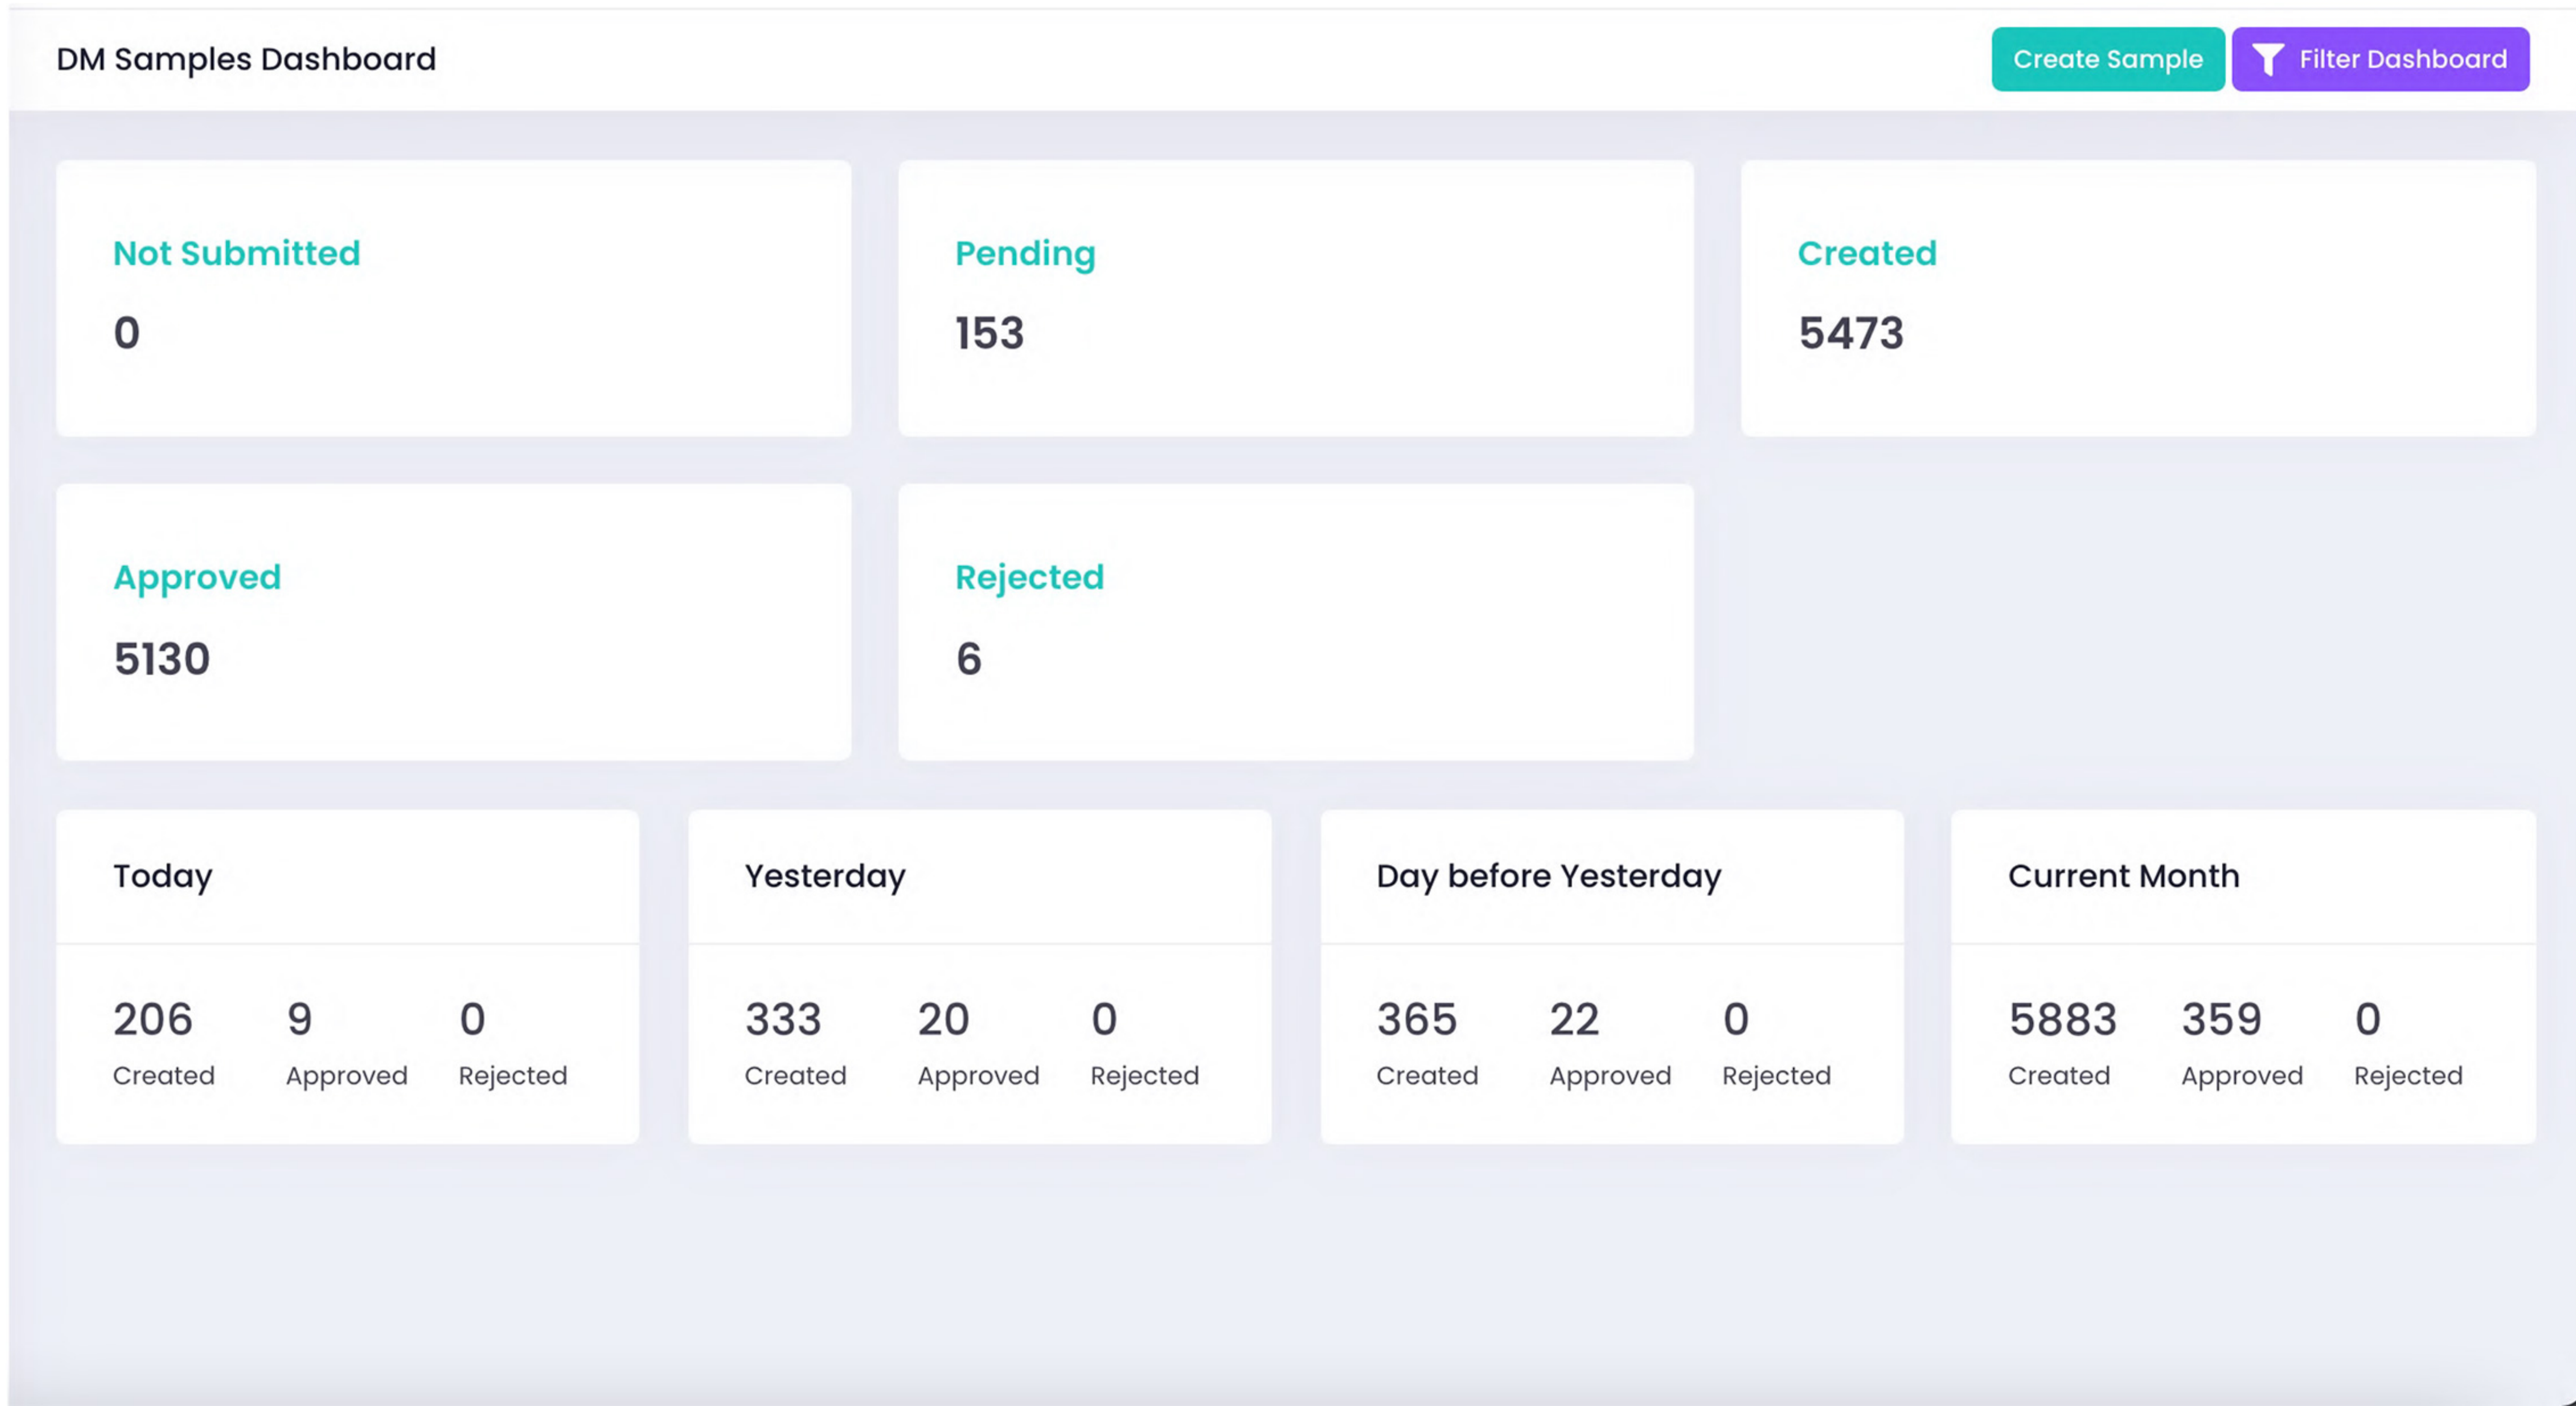 DM Samples Dashboard
Create Sample
Filter Dashboard
Not Submitted
0
Pending
153
Created
5473
Approved
5130
Rejected
6
Today
206 9 0
Created Approved Rejected
Yesterday
333 20 0
Created Approved Rejected
Day before Yesterday
365 22 0
Created Approved Rejected
Current Month
5883 359 0
Created Approved Rejected